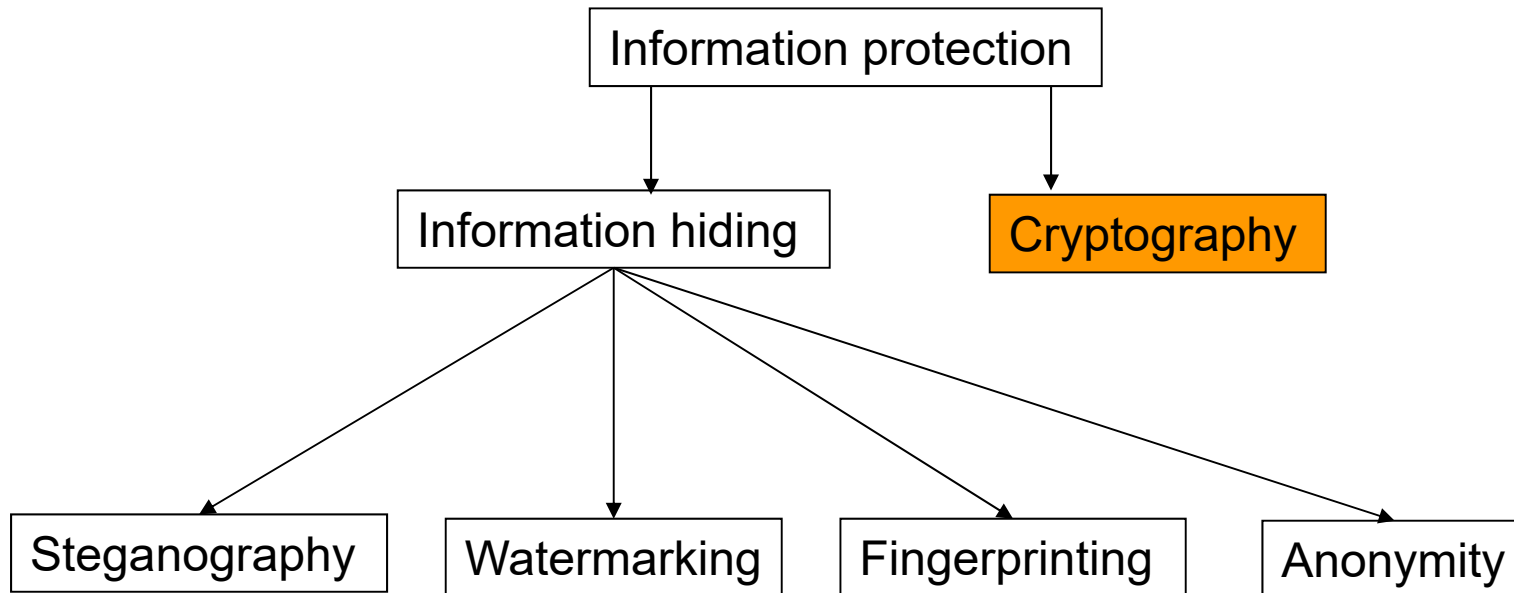 Information protection
Information hiding
Cryptography
Steganography
Watermarking
Fingerprinting
Anonymity